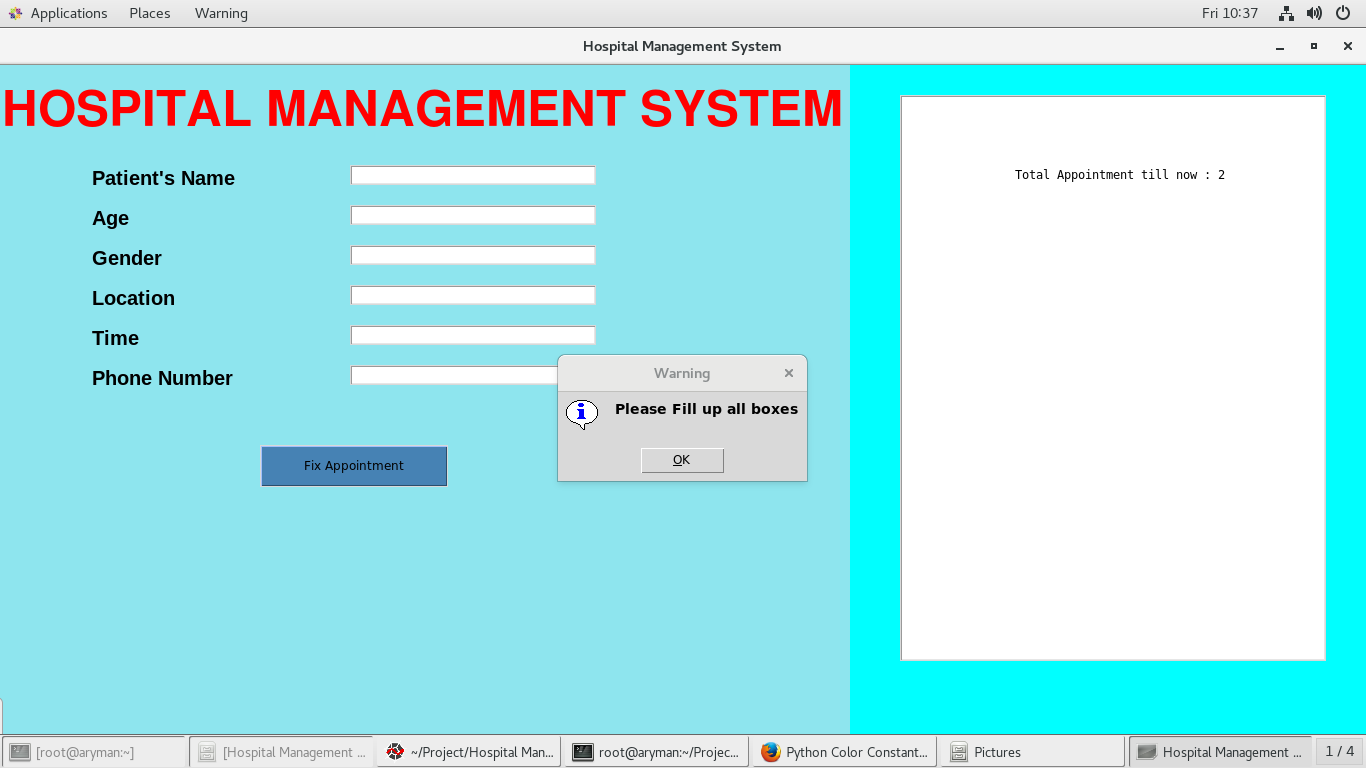 Applications Places Warning Fri 10:37
Hospital Management System
HOSPITAL MANAGEMENT SYSTEM
Patient's Name
Age
Gender
Location
Time
Phone Number
Fix Appointment
Total Appointment till now : 2
Warning
Please Fill up all boxes
OK
[root@aryman:~] [Hospital Management ... ~/Project/Hospital Man... root@aryman:~/Projec... Python Color Constant... Pictures Hospital Management ... 1 / 4